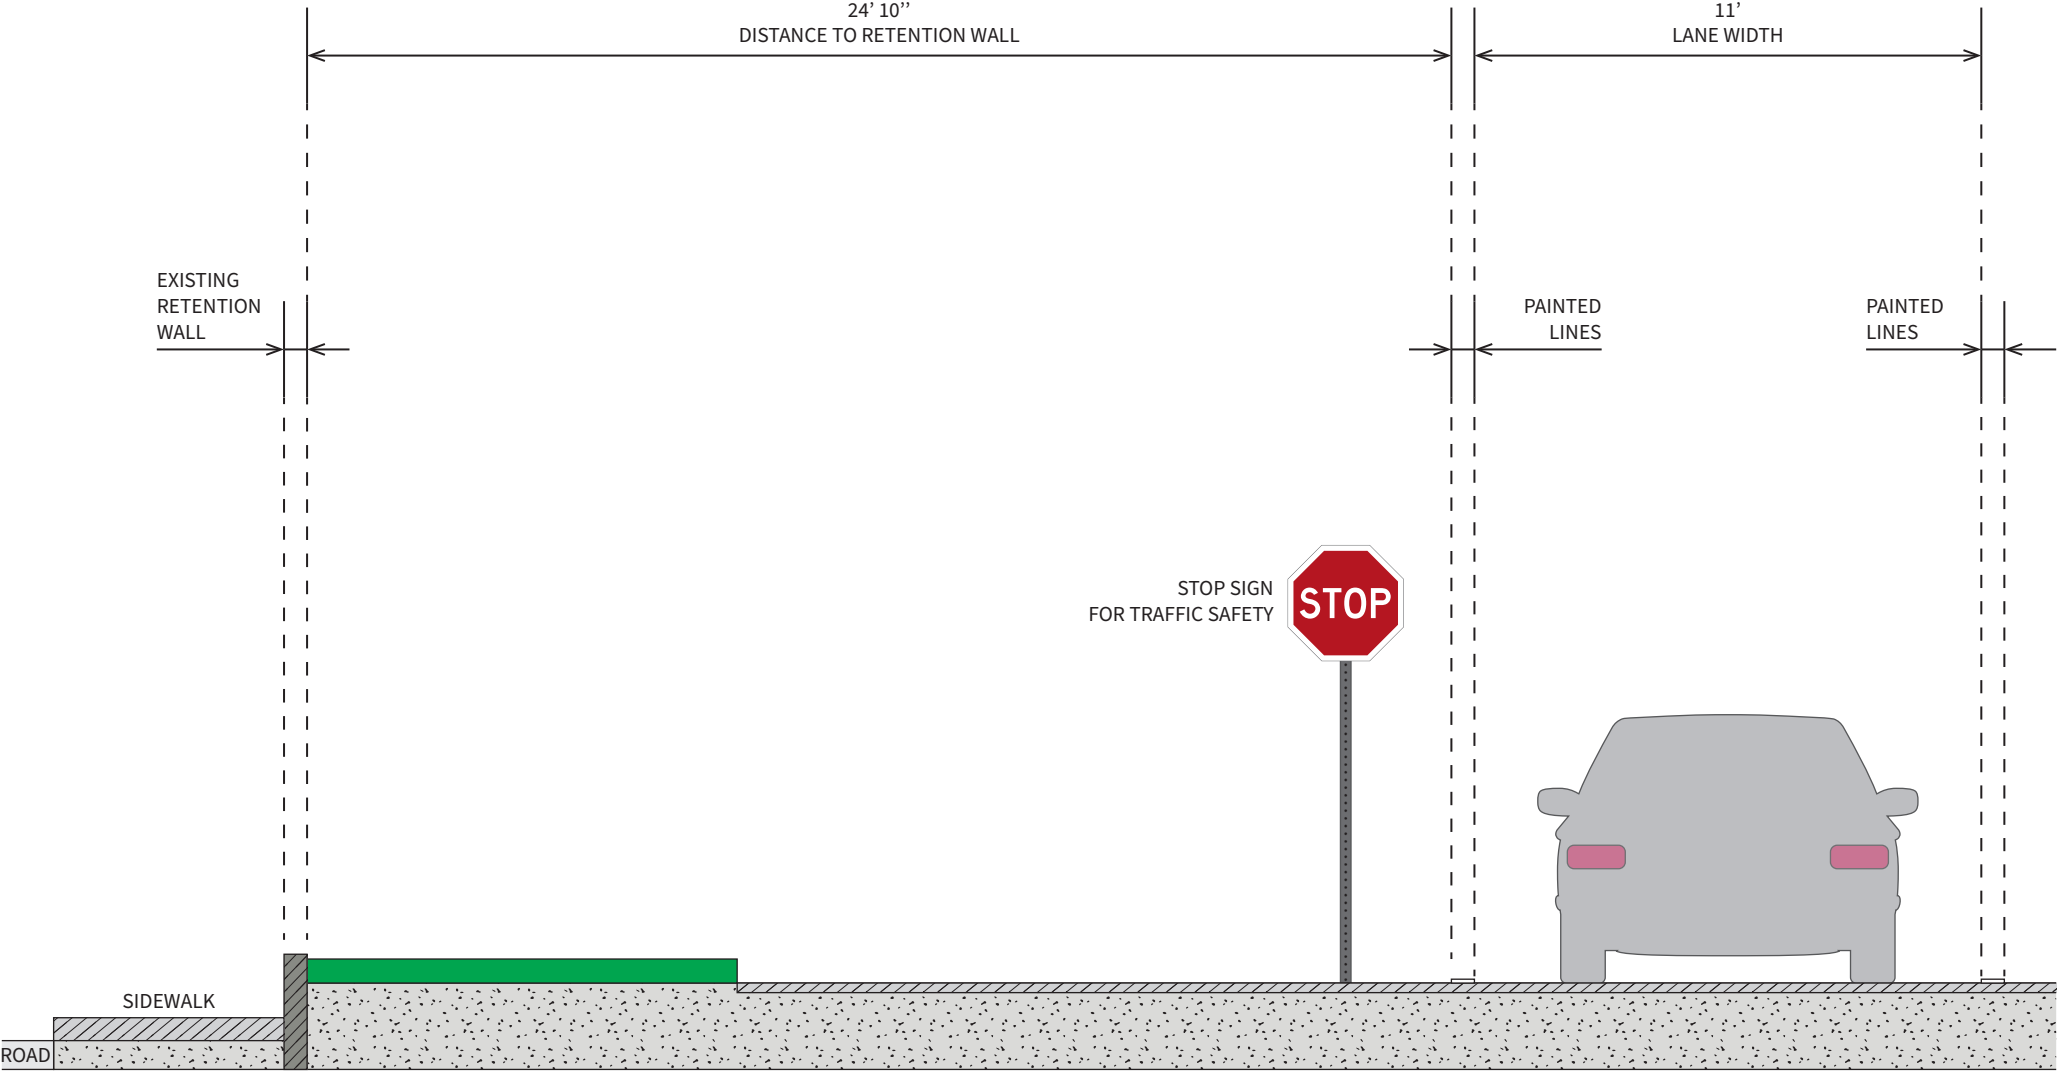 24’ 10’’
DISTANCE TO RETENTION WALL
11’
LANE WIDTH
EXISTING
RETENTION
WALL
PAINTED
LINES
PAINTED
LINES
STOP SIGN
FOR TRAFFIC SAFETY
STOP
SIDEWALK
ROAD